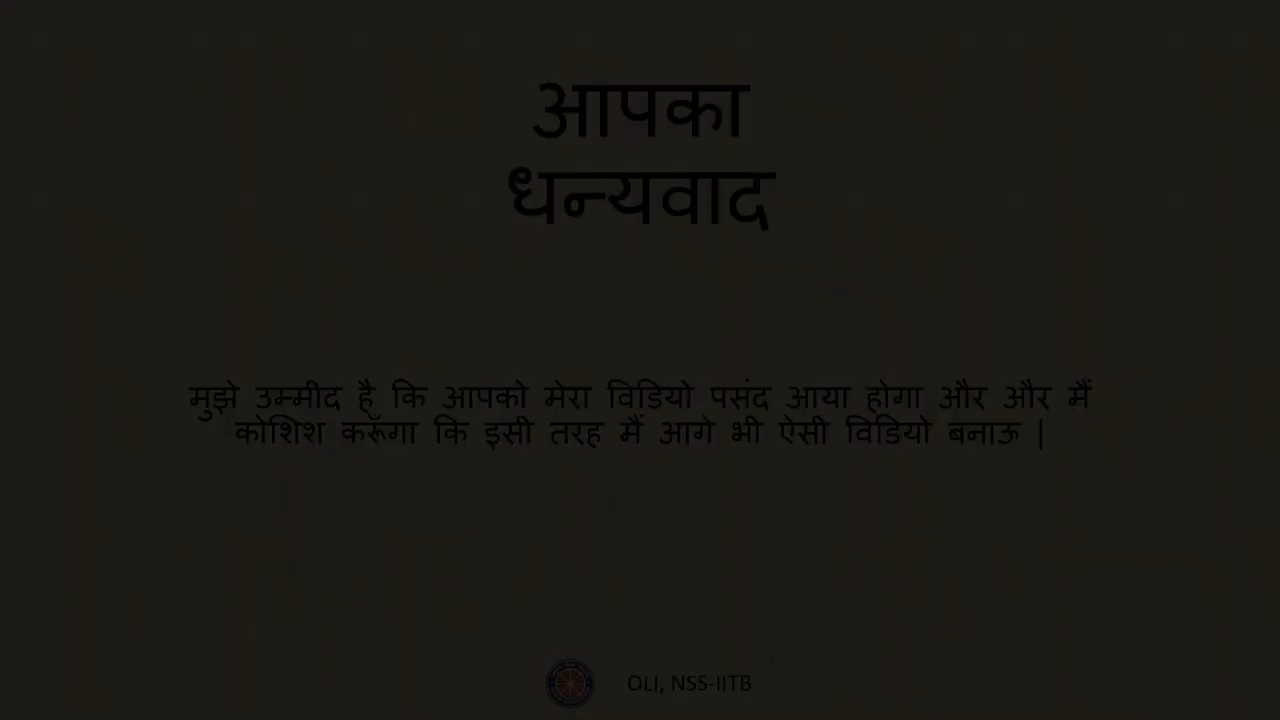 आपका
धन्यवाद
मुझे उम्मीद है कि आपको मेरा विडियो पसंद आया होगा और और मैं
कोशिश करूँगा कि इसी तरह मैं आगे भी ऐसी विडियो बनाऊ |
OLI, NSS-IITB